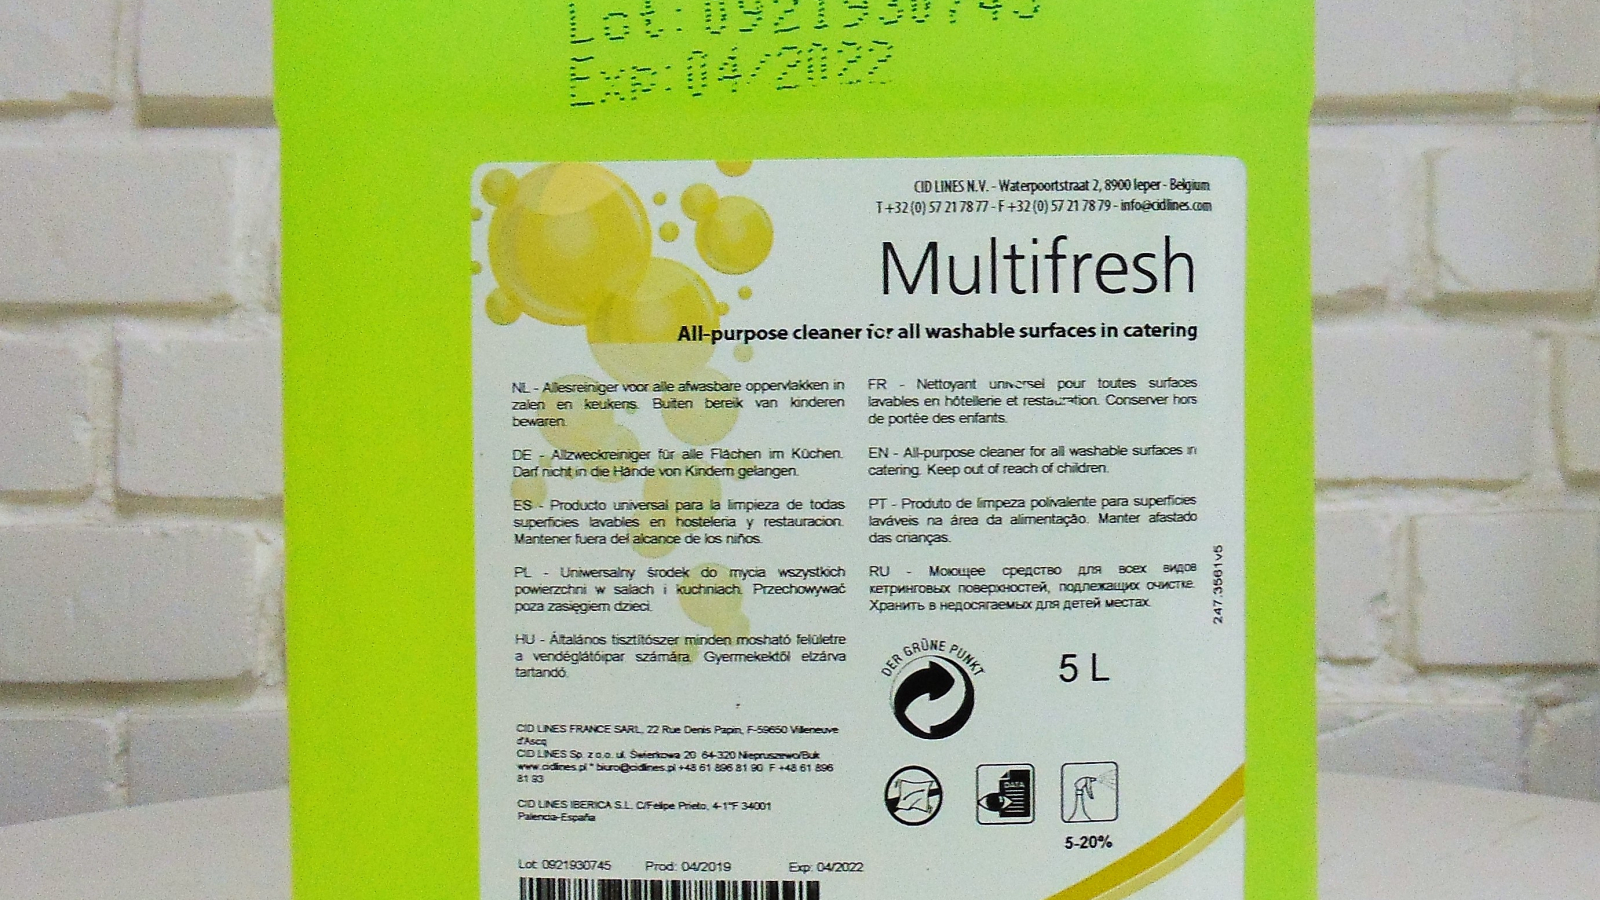 Lot:0921930745
Exp:04/2022
CID LINES N.V. - Waterpoortstraat 2, 8900 Ieper - Belgium
T +32 (0) 57 21 78 77 - F +32 (0) 57 21 78 79 - info@cidlines.com
Multifresh
All-purpose cleaner for all washable surfaces in catering
NL - Allesreiniger voor alle afwasbare oppervlakken in
zalen en keukens. Buiten bereik van kinderen
bewaren.
DE - Allzweckreiniger für alle Flächen im Küchen.
Darf nicht in die Hände von Kindern gelangen.
ES - Producto universal para la limpieza de todas
superficies lavables en hosteleria y restauracion.
Mantener fuera del alcance de los niños.
PL - Uniwersalny środek do mycia wszystkich
powierzchni w salach i kuchniach. Przechowywać
poza zasięgiem dzieci.
HU - Általános tisztítószer minden mosható felületre
a vendéglátóipar számára. Gyermekektől elzárva
tartandó.
FR - Nettoyant universel pour toutes surfaces
lavables en hôtellerie et restauration. Conserver hors
de portée des enfants.
EN - All-purpose cleaner for all washable surfaces in
catering. Keep out of reach of children.
PT - Produto de limpeza polivalente para superfícies
laváveis na área da alimentação. Manter afastado
das crianças.
RU - Моющее средство для всех видов
кетринговых поверхностей, подлежащих очистке.
Хранить в недосягаемых для детей местах.
247.3561v5
DER GRÜNE PUNKT
5 L
CID LINES FRANCE SARL, 22 Rue Denis Papin, F-59650 Villeneuve
d'Ascq
CID LINES Sp. z o.o. ul. Świerkowa 20 64-320 Niepruszewo/Buk
www.cidlines.pl * biuro@cidlines.pl +48 61 896 81 90 F +48 61 896
81 93
CID LINES IBERICA S.L. C/Felipe Prieto, 4-1°F 34001
Palencia-España
DATA
5-20%
Lot: 0921930745 Prod: 04/2019 Exp: 04/2022